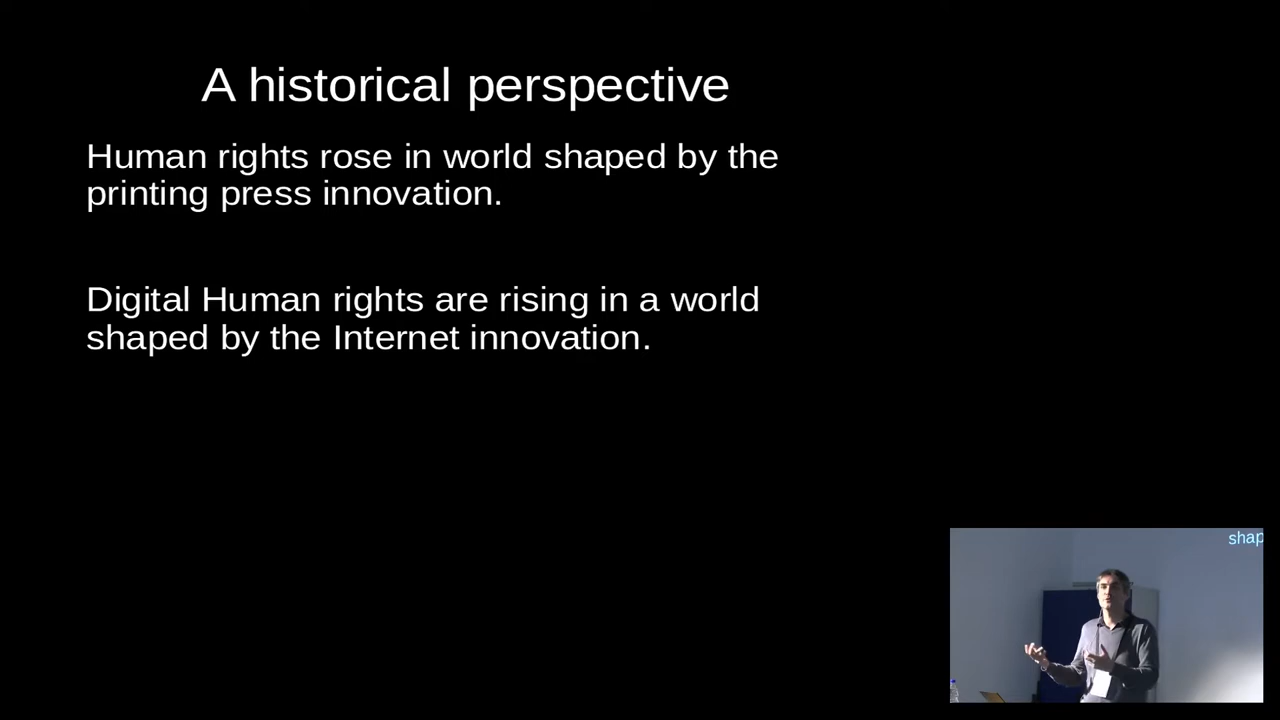 A historical perspective
Human rights rose in world shaped by the
printing press innovation.
Digital Human rights are rising in a world
shaped by the Internet innovation.
shap